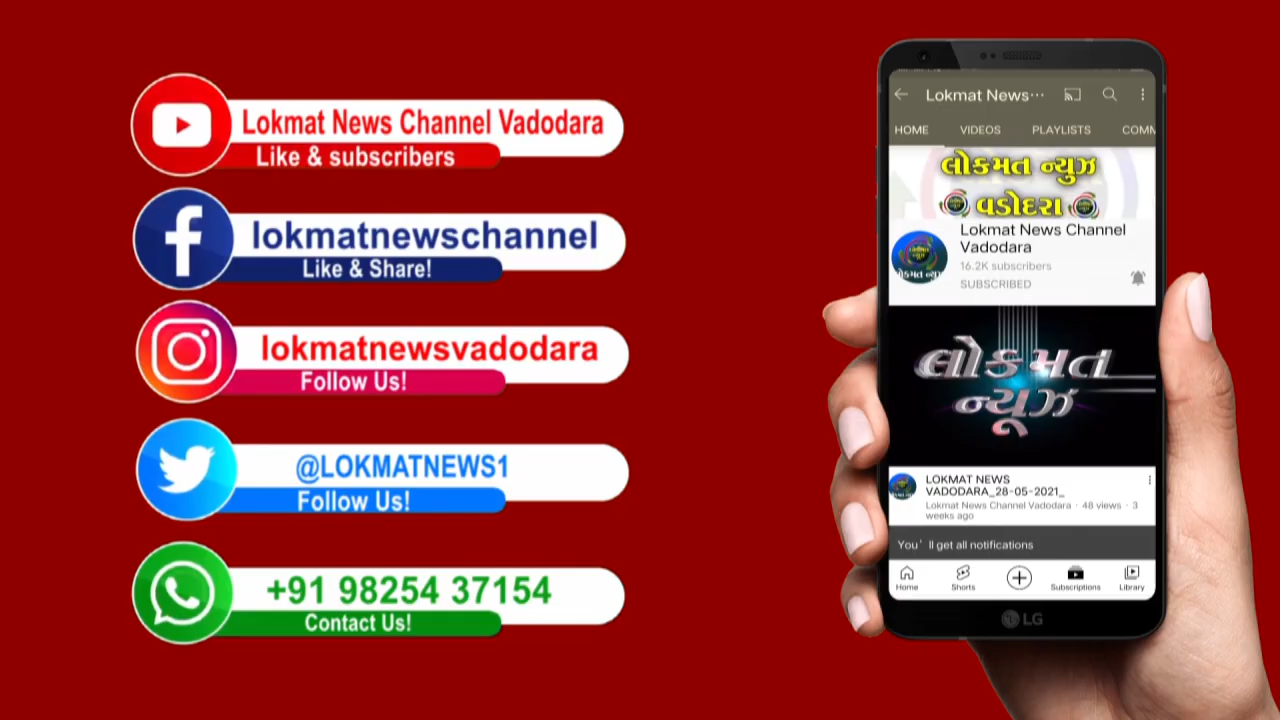 Lokmat News Channel Vadodara
Like & subscribers
lokmatnewschannel
Like & Share!
lokmatnewsvadodara
Follow Us!
@LOKMATNEWS1
Follow Us!
+91 98254 37154
Contact Us!
Lokmat News···
HOME VIDEOS PLAYLISTS COMM
લોકમત ન્યુઝ
વડોદરા
Lokmat News Channel
Vadodara
16.2K subscribers
SUBSCRIBED
લોકમત
ન્યૂઝ
LOKMAT NEWS
VADODARA_28-05-2021_
Lokmat News Channel Vadodara · 48 views · 3
weeks ago
You' ll get all notifications
Home Shorts Subscriptions Library
LG